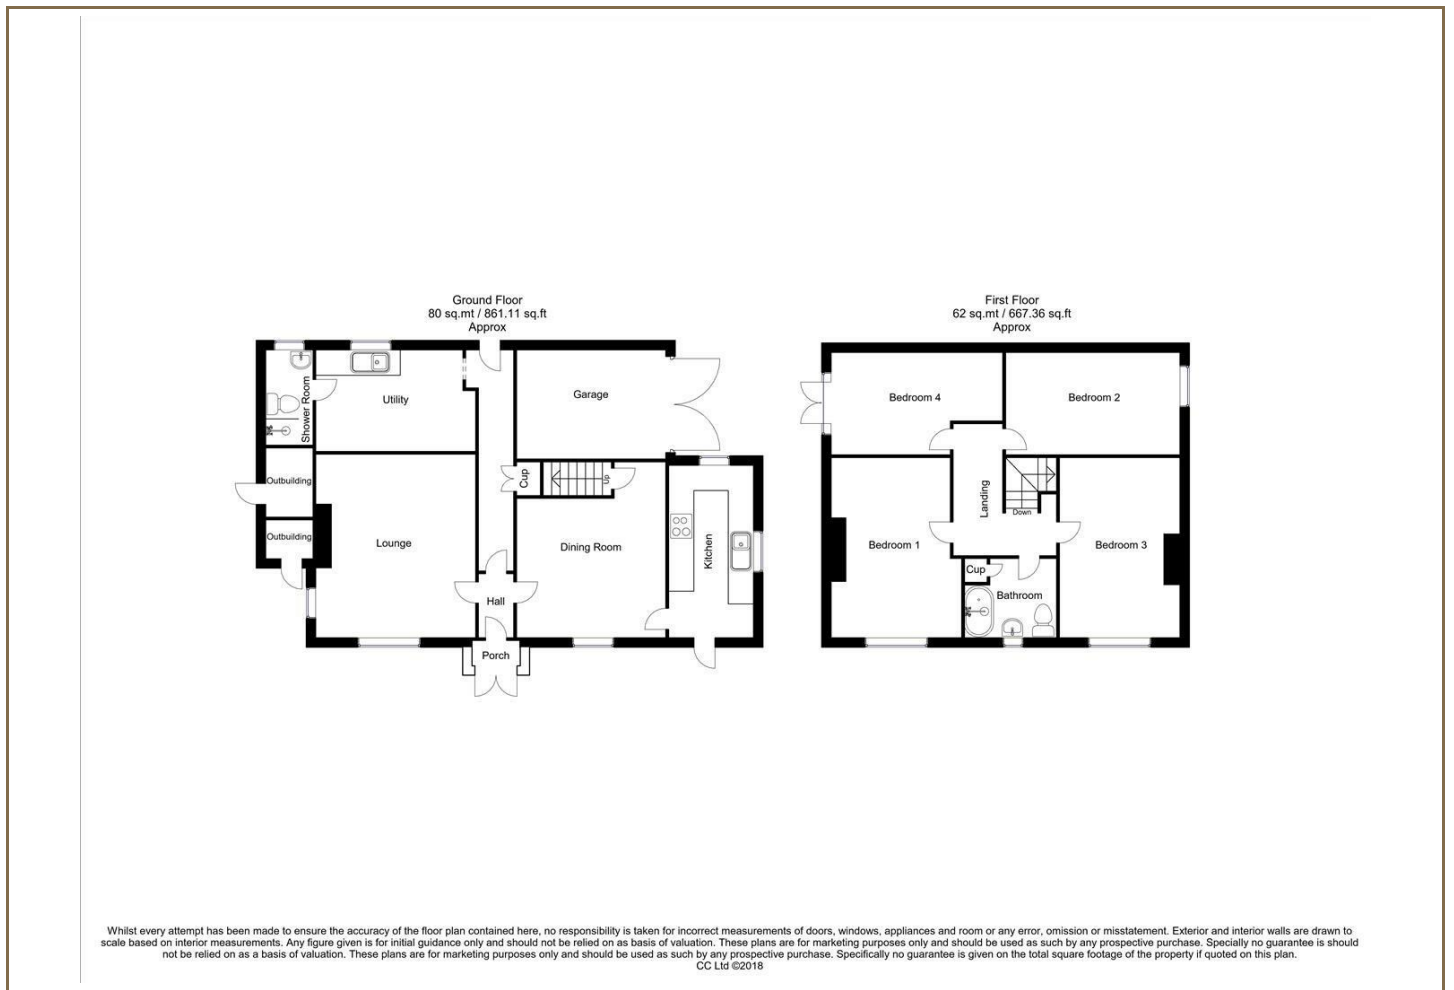 Ground Floor
80 sq.mt / 861.11 sq.ft
Approx
Shower Room
Utility
Garage
Outbuilding
Cup
Up
Outbuilding
Lounge
Dining Room
Kitchen
Hall
Porch
First Floor
62 sq.mt / 667.36 sq.ft
Approx
Bedroom 4
Bedroom 2
Landing
Down
Bedroom 1
Bedroom 3
Cup
Bathroom
Whilst every attempt has been made to ensure the accuracy of the floor plan contained here, no responsibility is taken for incorrect measurements of doors, windows, appliances and room or any error, omission or misstatement. Exterior and interior walls are drawn to
scale based on interior measurements. Any figure given is for initial guidance only and should not be relied on as basis of valuation. These plans are for marketing purposes only and should be used as such by any prospective purchase. Specially no guarantee is should
not be relied on as a basis of valuation. These plans are for marketing purposes only and should be used as such by any prospective purchase. Specifically no guarantee is given on the total square footage of the property if quoted on this plan.
CC Ltd ©2018